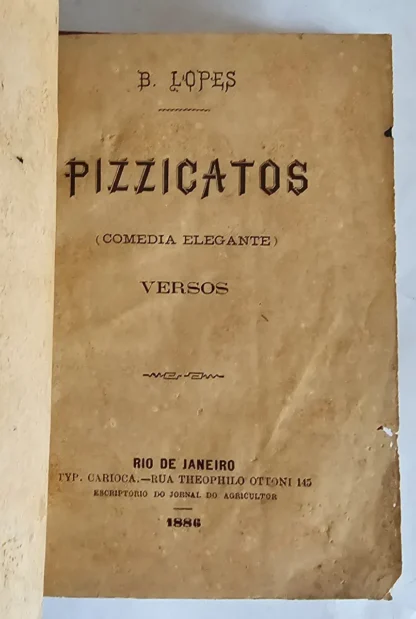 B. LOPES
PIZZICATOS
(COMEDIA ELEGANTE)
VERSOS
RIO DE JANEIRO
TYP. CARIOCA.—RUA THEOPHILO OTTONI 145
ESCRIPTORIO DO JORNAL DO AGRICULTOR
1886